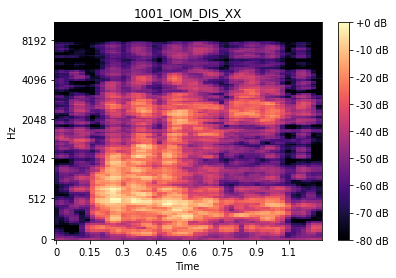 1001_IOM_DIS_XX
+0 dB
8192
-10 dB
4096
-20 dB
-30 dB
2048
Hz
-40 dB
1024
-50 dB
512
-60 dB
-70 dB
0
-80 dB
0 0.15 0.3 0.45 0.6 0.75 0.9 1.1
Time